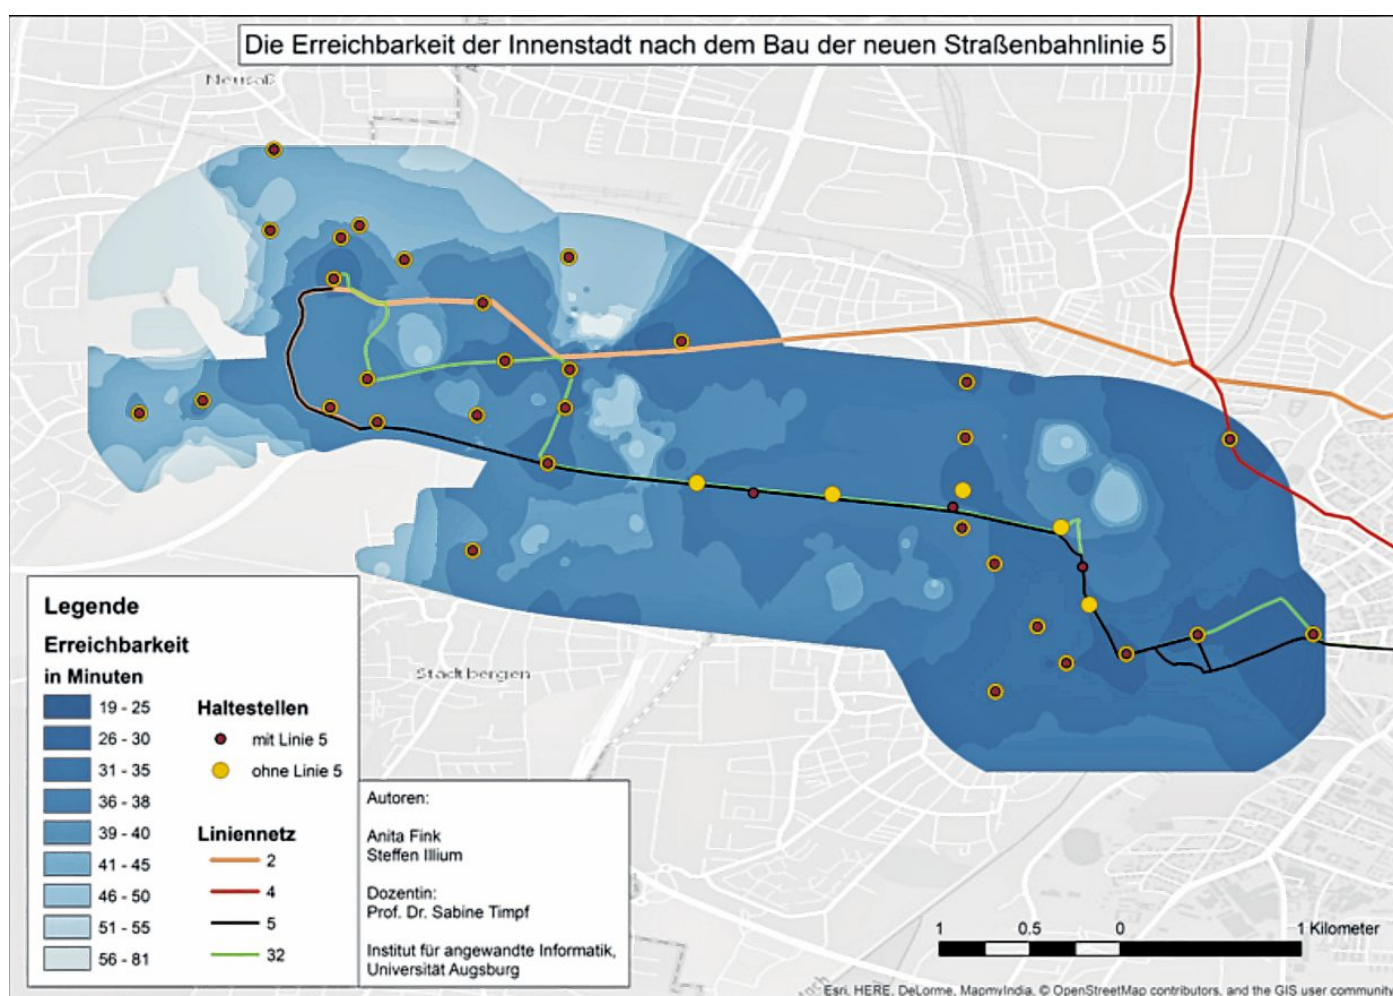 Die Erreichbarkeit der Innenstadt nach dem Bau der neuen Straßenbahnlinie 5
Neusäß
Stadtbergen
Legende
Erreichbarkeit
in Minuten
19 - 25
26 - 30
31 - 35
36 - 38
39 - 40
41 - 45
46 - 50
51 - 55
56 - 81
Haltestellen
mit Linie 5
ohne Linie 5
Liniennetz
2
4
5
32
Autoren:
Anita Fink
Steffen Illium
Dozentin:
Prof. Dr. Sabine Timpf
Institut für angewandte Informatik,
Universität Augsburg
1 0.5 0 1 Kilometer
Esri, HERE, DeLorme, MapmyIndia, © OpenStreetMap contributors, and the GIS user community